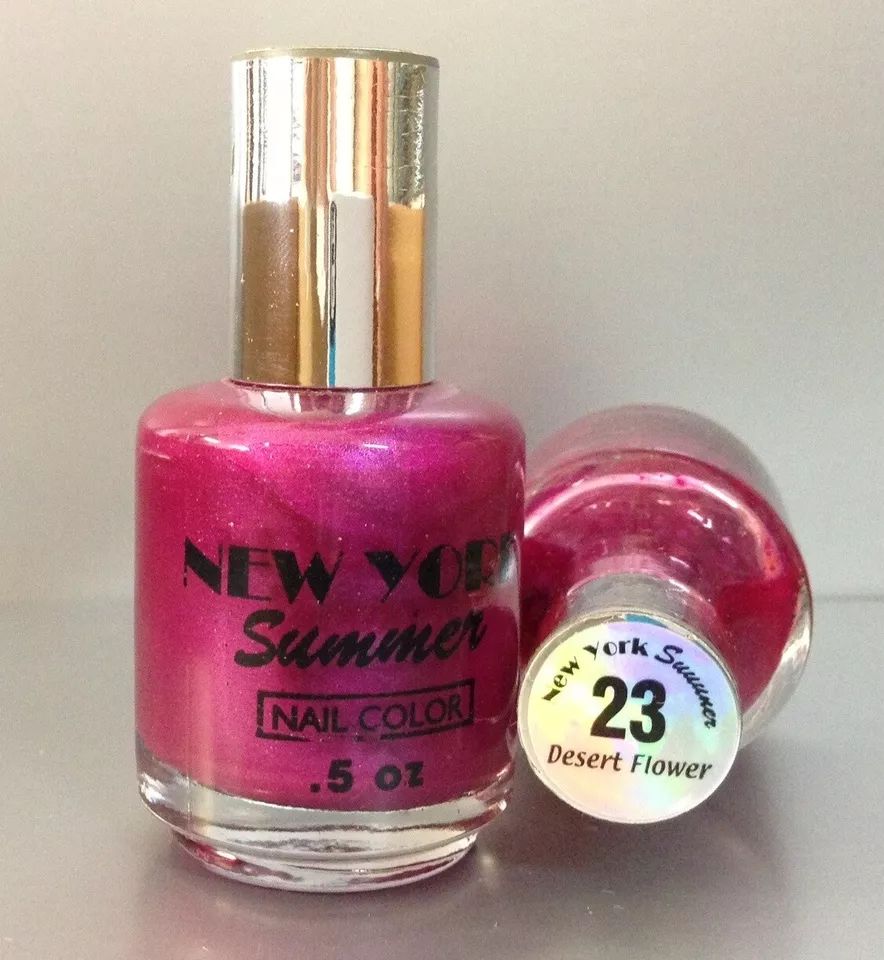 NEW YORK
Summer
NAIL COLOR
.5 oz
New York Summer
23
Desert Flower